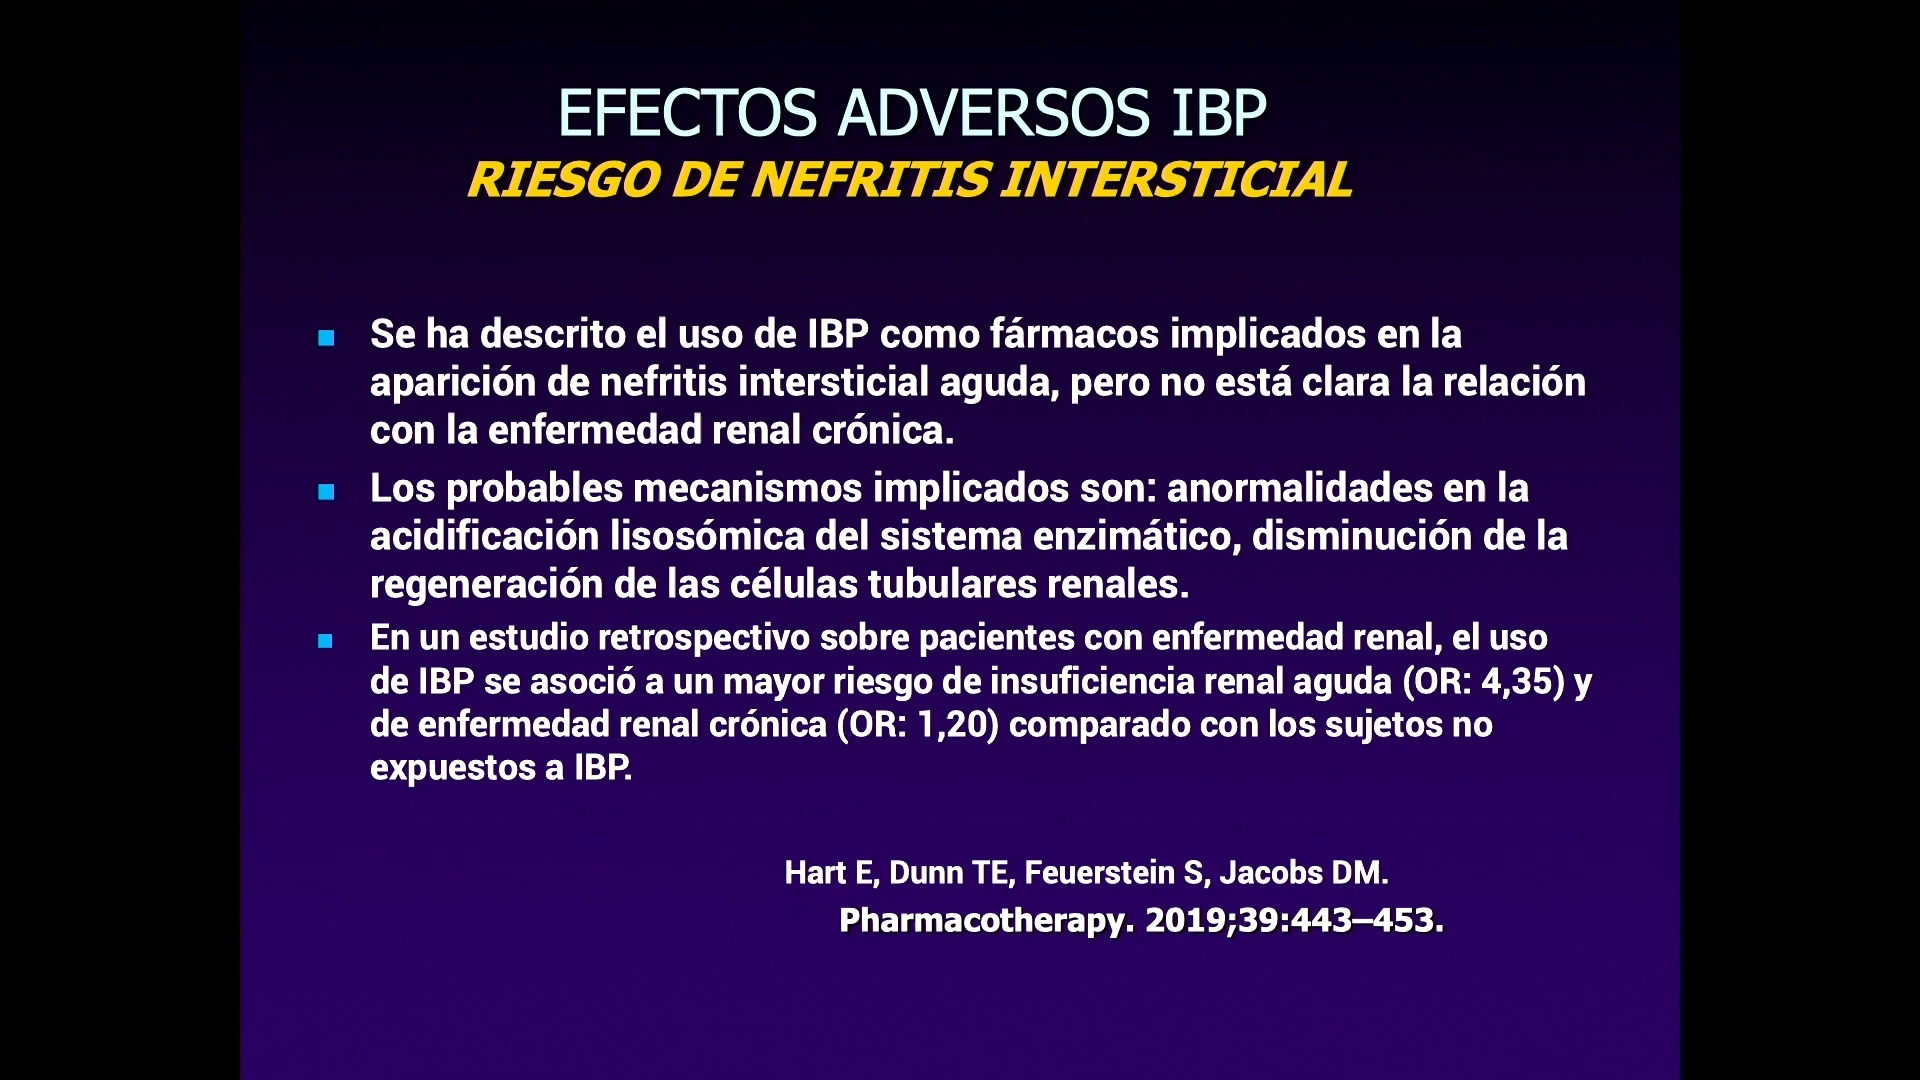 EFECTOS ADVERSOS IBP
RIESGO DE NEFRITIS INTERSTICIAL
Se ha descrito el uso de IBP como fármacos implicados en la
aparición de nefritis intersticial aguda, pero no está clara la relación
con la enfermedad renal crónica.
Los probables mecanismos implicados son: anormalidades en la
acidificación lisosómica del sistema enzimático, disminución de la
regeneración de las células tubulares renales.
En un estudio retrospectivo sobre pacientes con enfermedad renal, el uso
de IBP se asoció a un mayor riesgo de insuficiencia renal aguda (OR: 4,35) y
de enfermedad renal crónica (OR: 1,20) comparado con los sujetos no
expuestos a IBP.
Hart E, Dunn TE, Feuerstein S, Jacobs DM.
Pharmacotherapy. 2019;39:443–453.